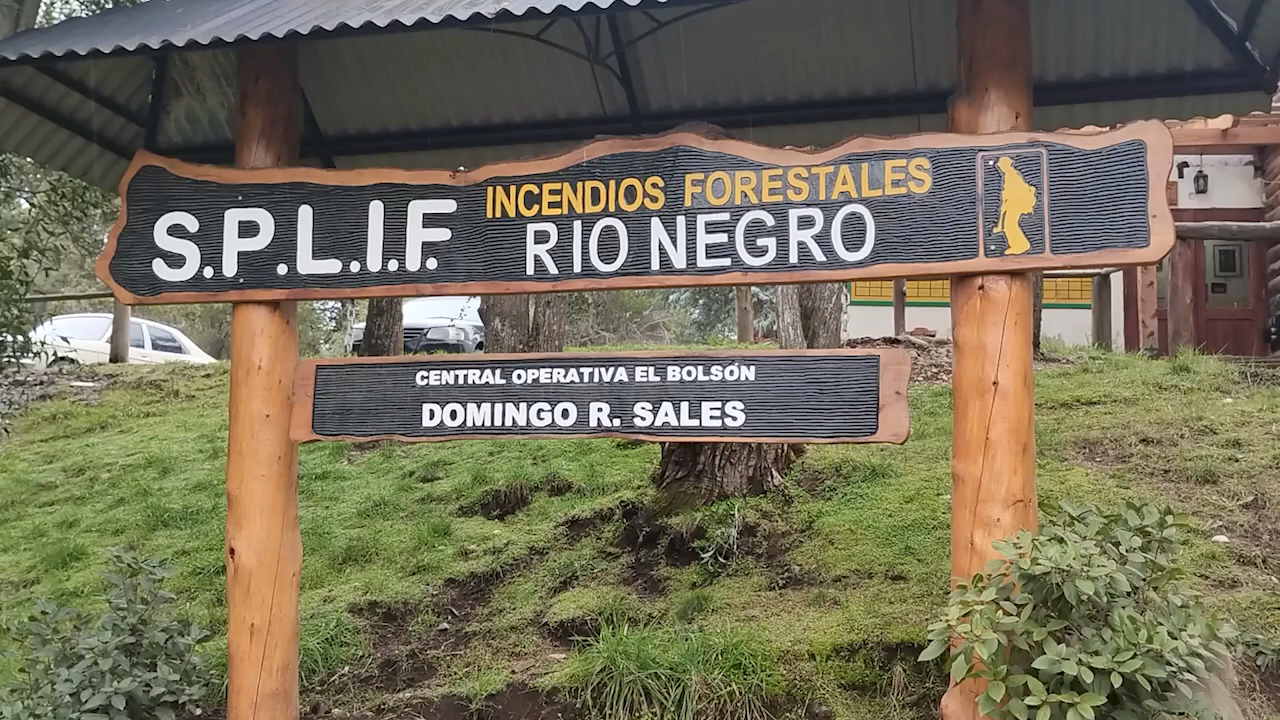 S.P.L.I.F.
INCENDIOS FORESTALES
RIO NEGRO
CENTRAL OPERATIVA EL BOLSÓN
DOMINGO R. SALES